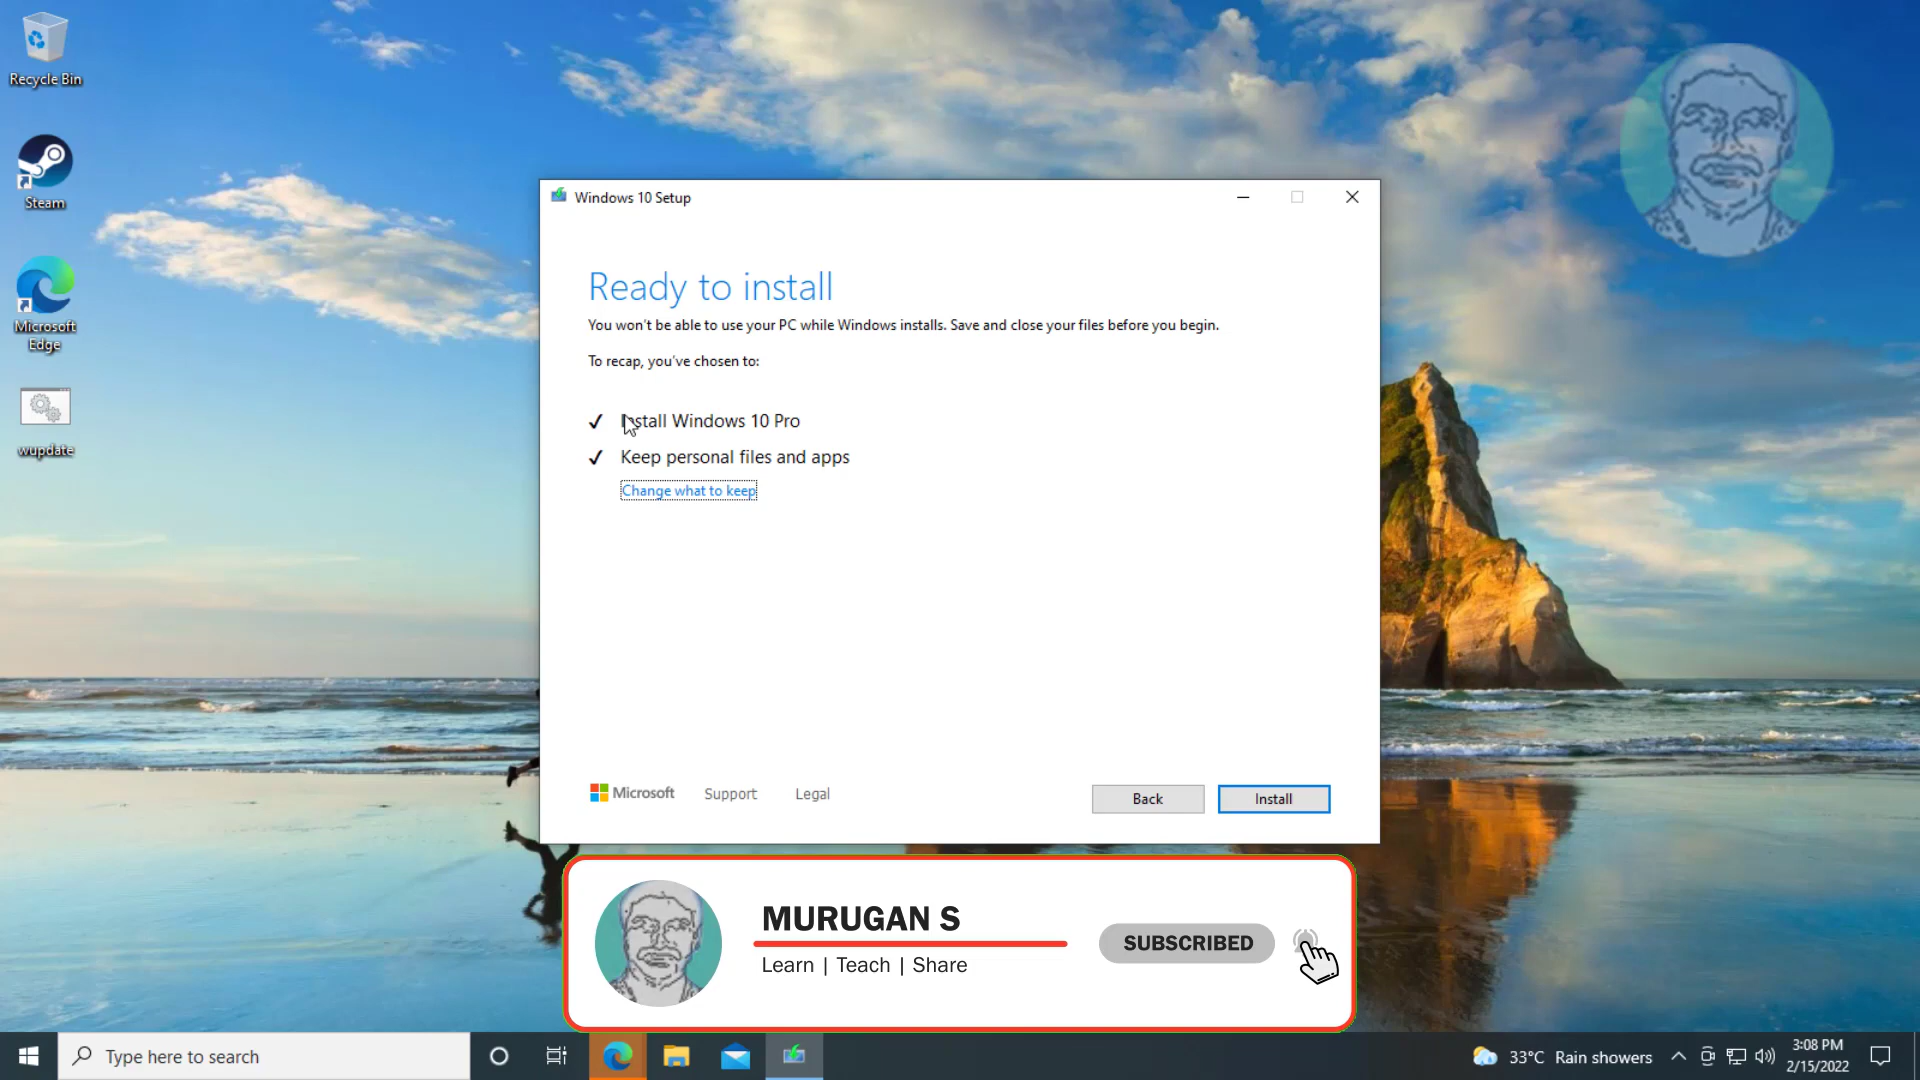 Recycle Bin
Steam
Microsoft
Edge
wupdate
Windows 10 Setup
Ready to install
You won't be able to use your PC while Windows installs. Save and close your files before you begin.
To recap, you've chosen to:
✓ Install Windows 10 Pro
✓ Keep personal files and apps
Change what to keep
Microsoft Support Legal
Back Install
MURUGAN S
Learn | Teach | Share
SUBSCRIBED
Type here to search
33°C Rain showers
3:08 PM
2/15/2022